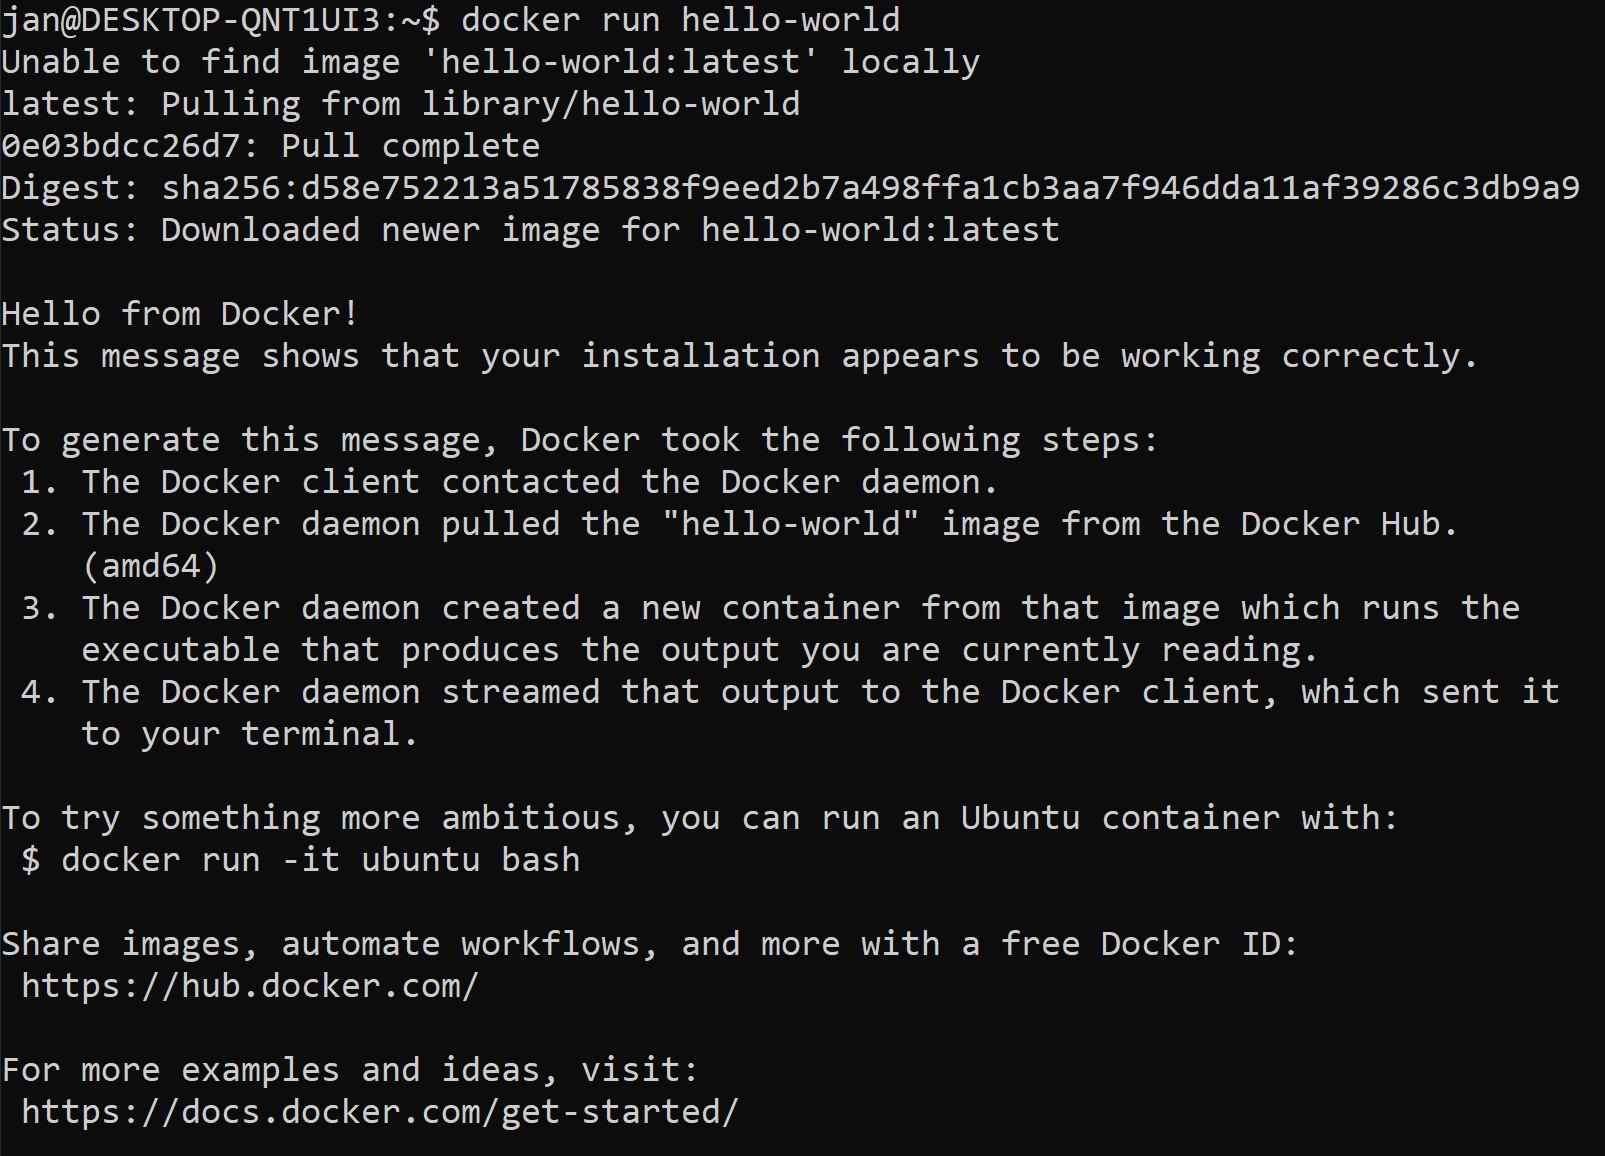 jan@DESKTOP-QNT1UI3:~$ docker run hello-world
Unable to find image 'hello-world:latest' locally
latest: Pulling from library/hello-world
0e03bdcc26d7: Pull complete
Digest: sha256:d58e752213a51785838f9eed2b7a498ffa1cb3aa7f946dda11af39286c3db9a9
Status: Downloaded newer image for hello-world:latest

Hello from Docker!
This message shows that your installation appears to be working correctly.

To generate this message, Docker took the following steps:
 1. The Docker client contacted the Docker daemon.
 2. The Docker daemon pulled the "hello-world" image from the Docker Hub.
    (amd64)
 3. The Docker daemon created a new container from that image which runs the
    executable that produces the output you are currently reading.
 4. The Docker daemon streamed that output to the Docker client, which sent it
    to your terminal.

To try something more ambitious, you can run an Ubuntu container with:
 $ docker run -it ubuntu bash

Share images, automate workflows, and more with a free Docker ID:
 https://hub.docker.com/

For more examples and ideas, visit:
 https://docs.docker.com/get-started/